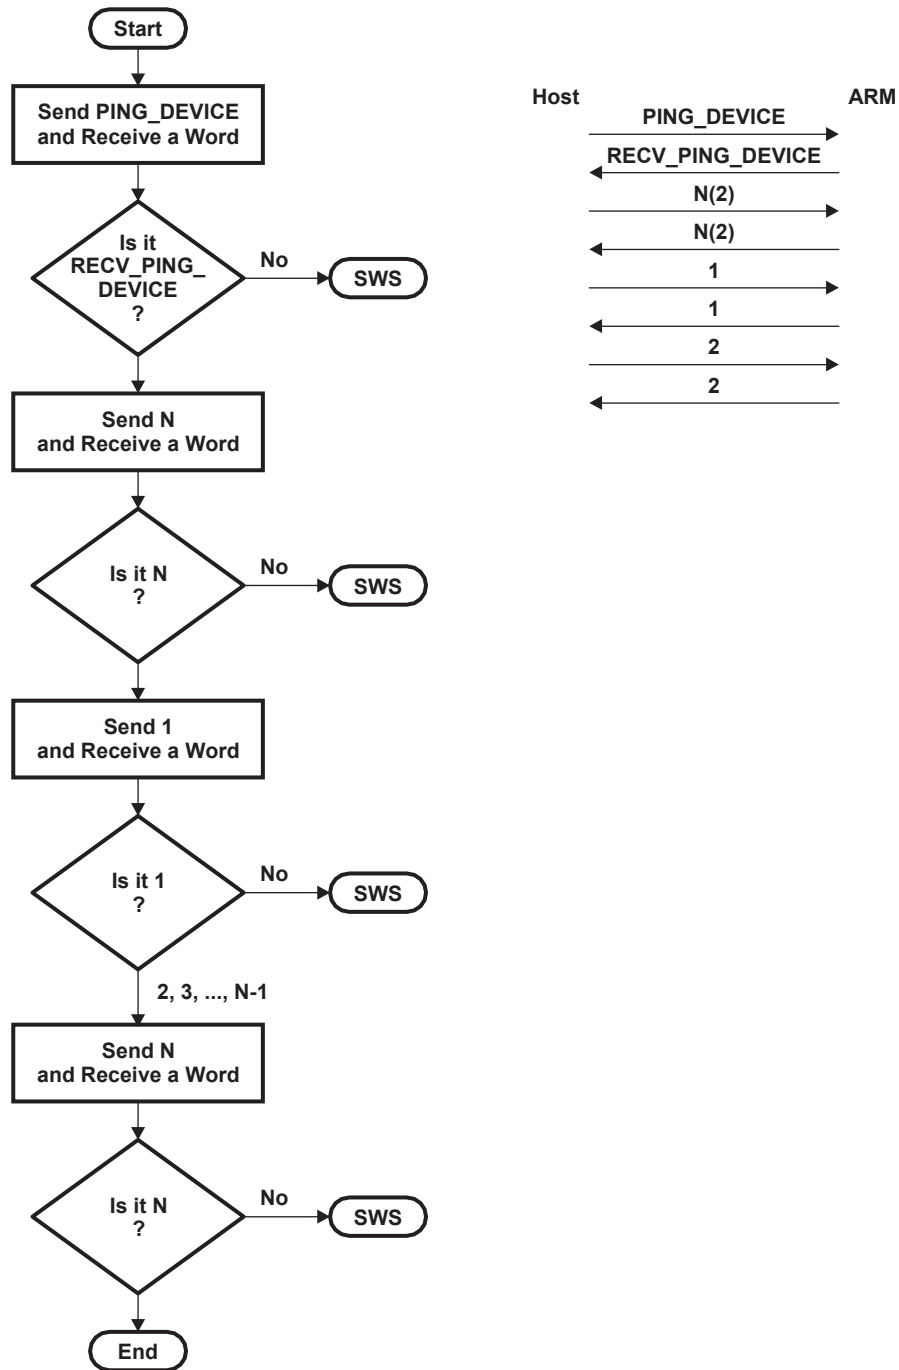 Start
Send PING_DEVICE
and Receive a Word
Is it
RECV_PING_
DEVICE
?
No
SWS
Send N
and Receive a Word
Is it N
?
No
SWS
Send 1
and Receive a Word
Is it 1
?
No
SWS
2, 3, ..., N-1
Send N
and Receive a Word
Is it N
?
No
SWS
End
Host
ARM
PING_DEVICE
RECV_PING_DEVICE
N(2)
N(2)
1
1
2
2